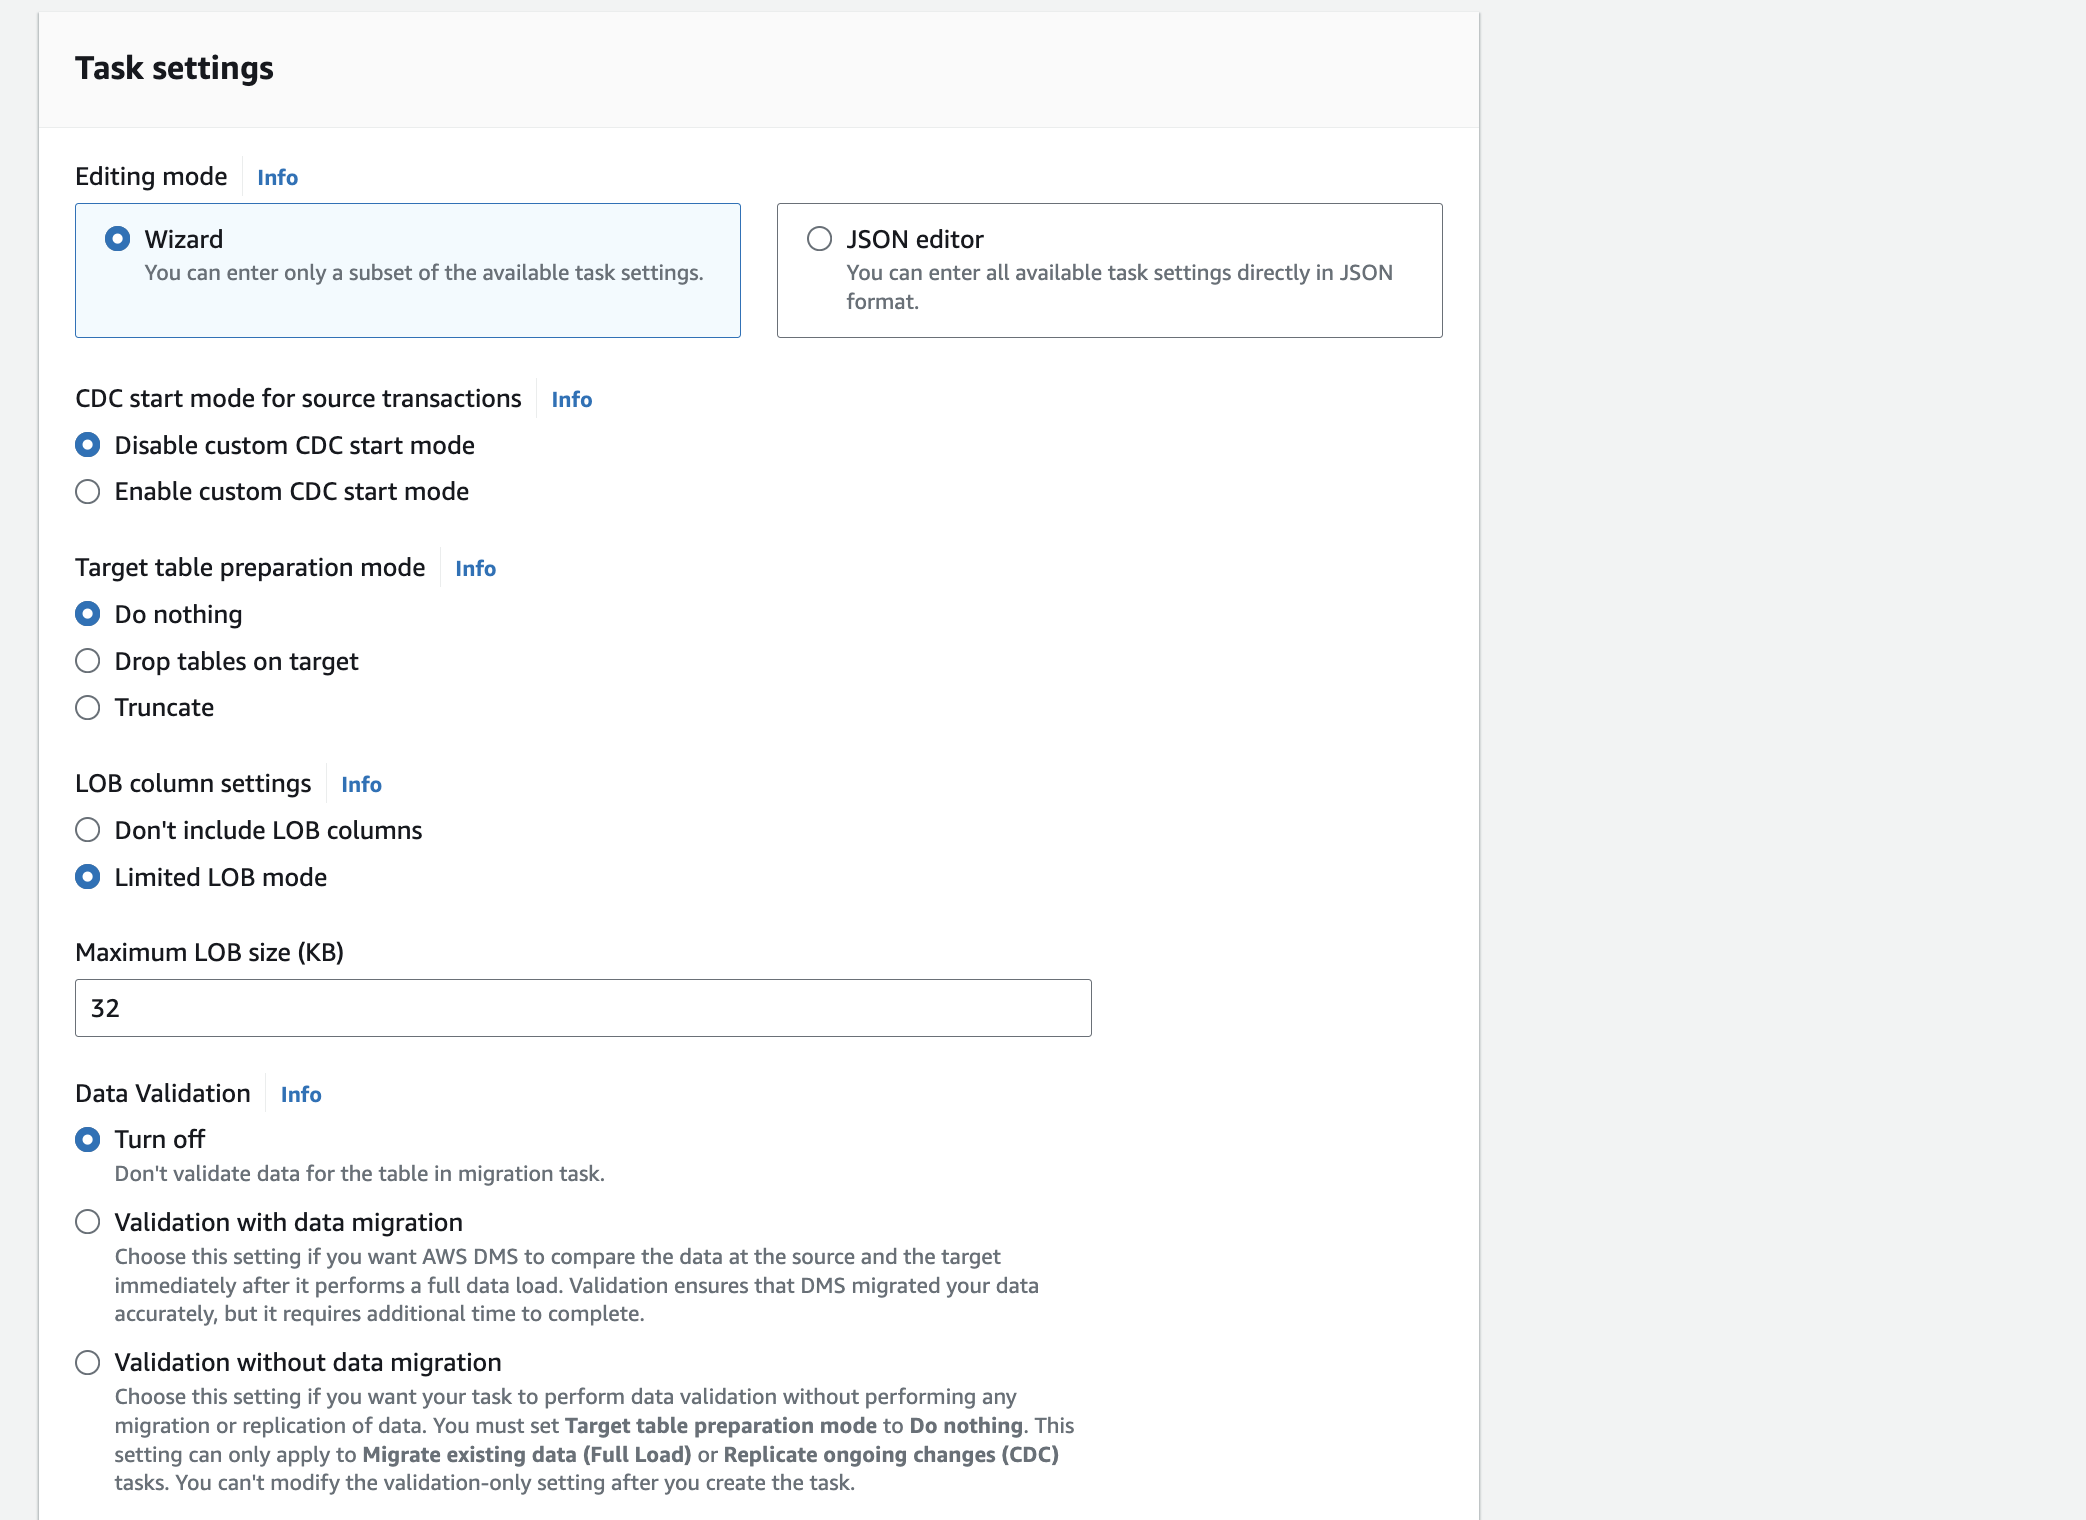 Task settings
Editing mode Info
Wizard
You can enter only a subset of the available task settings.
JSON editor
You can enter all available task settings directly in JSON
format.
CDC start mode for source transactions Info
Disable custom CDC start mode
Enable custom CDC start mode
Target table preparation mode Info
Do nothing
Drop tables on target
Truncate
LOB column settings Info
Don't include LOB columns
Limited LOB mode
Maximum LOB size (KB)
32
Data Validation Info
Turn off
Don't validate data for the table in migration task.
Validation with data migration
Choose this setting if you want AWS DMS to compare the data at the source and the target
immediately after it performs a full data load. Validation ensures that DMS migrated your data
accurately, but it requires additional time to complete.
Validation without data migration
Choose this setting if you want your task to perform data validation without performing any
migration or replication of data. You must set Target table preparation mode to Do nothing. This
setting can only apply to Migrate existing data (Full Load) or Replicate ongoing changes (CDC)
tasks. You can't modify the validation-only setting after you create the task.